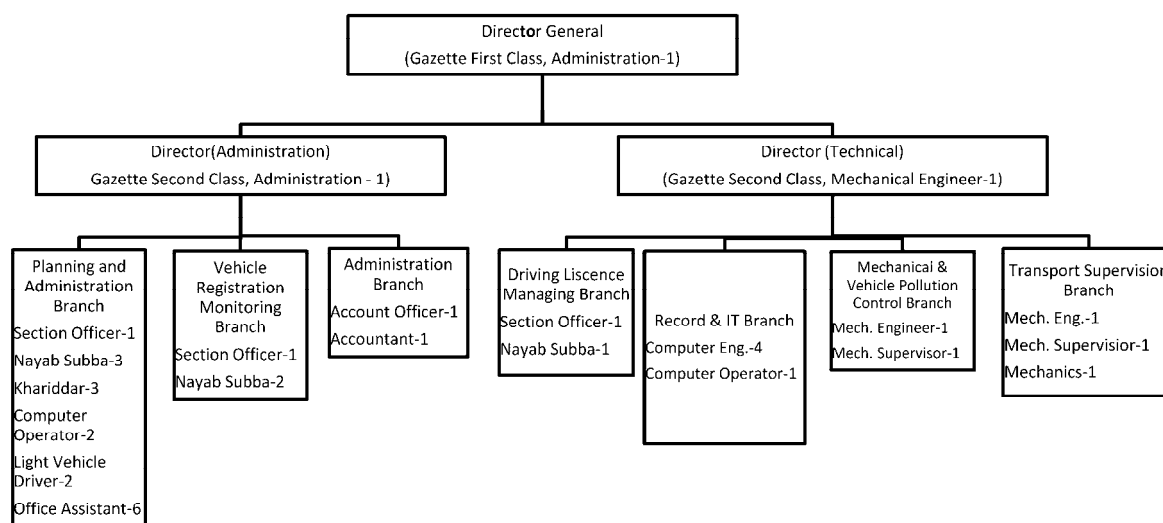 Director General
(Gazette First Class, Administration-1)
Director(Administration)
Gazette Second Class, Administration - 1)
Director (Technical)
(Gazette Second Class, Mechanical Engineer-1)
Planning and
Administration
Branch
Section Officer-1
Nayab Subba-3
Khariddar-3
Computer
Operator-2
Light Vehicle
Driver-2
Office Assistant-6
Vehicle
Registration
Monitoring
Branch
Section Officer-1
Nayab Subba-2
Administration
Branch
Account Officer-1
Accountant-1
Driving Liscence
Managing Branch
Section Officer-1
Nayab Subba-1
Record & IT Branch
Computer Eng.-4
Computer Operator-1
Mechanical &
Vehicle Pollution
Control Branch
Mech. Engineer-1
Mech. Supervisor-1
Transport Supervision
Branch
Mech. Eng.-1
Mech. Supervisior-1
Mechanics-1